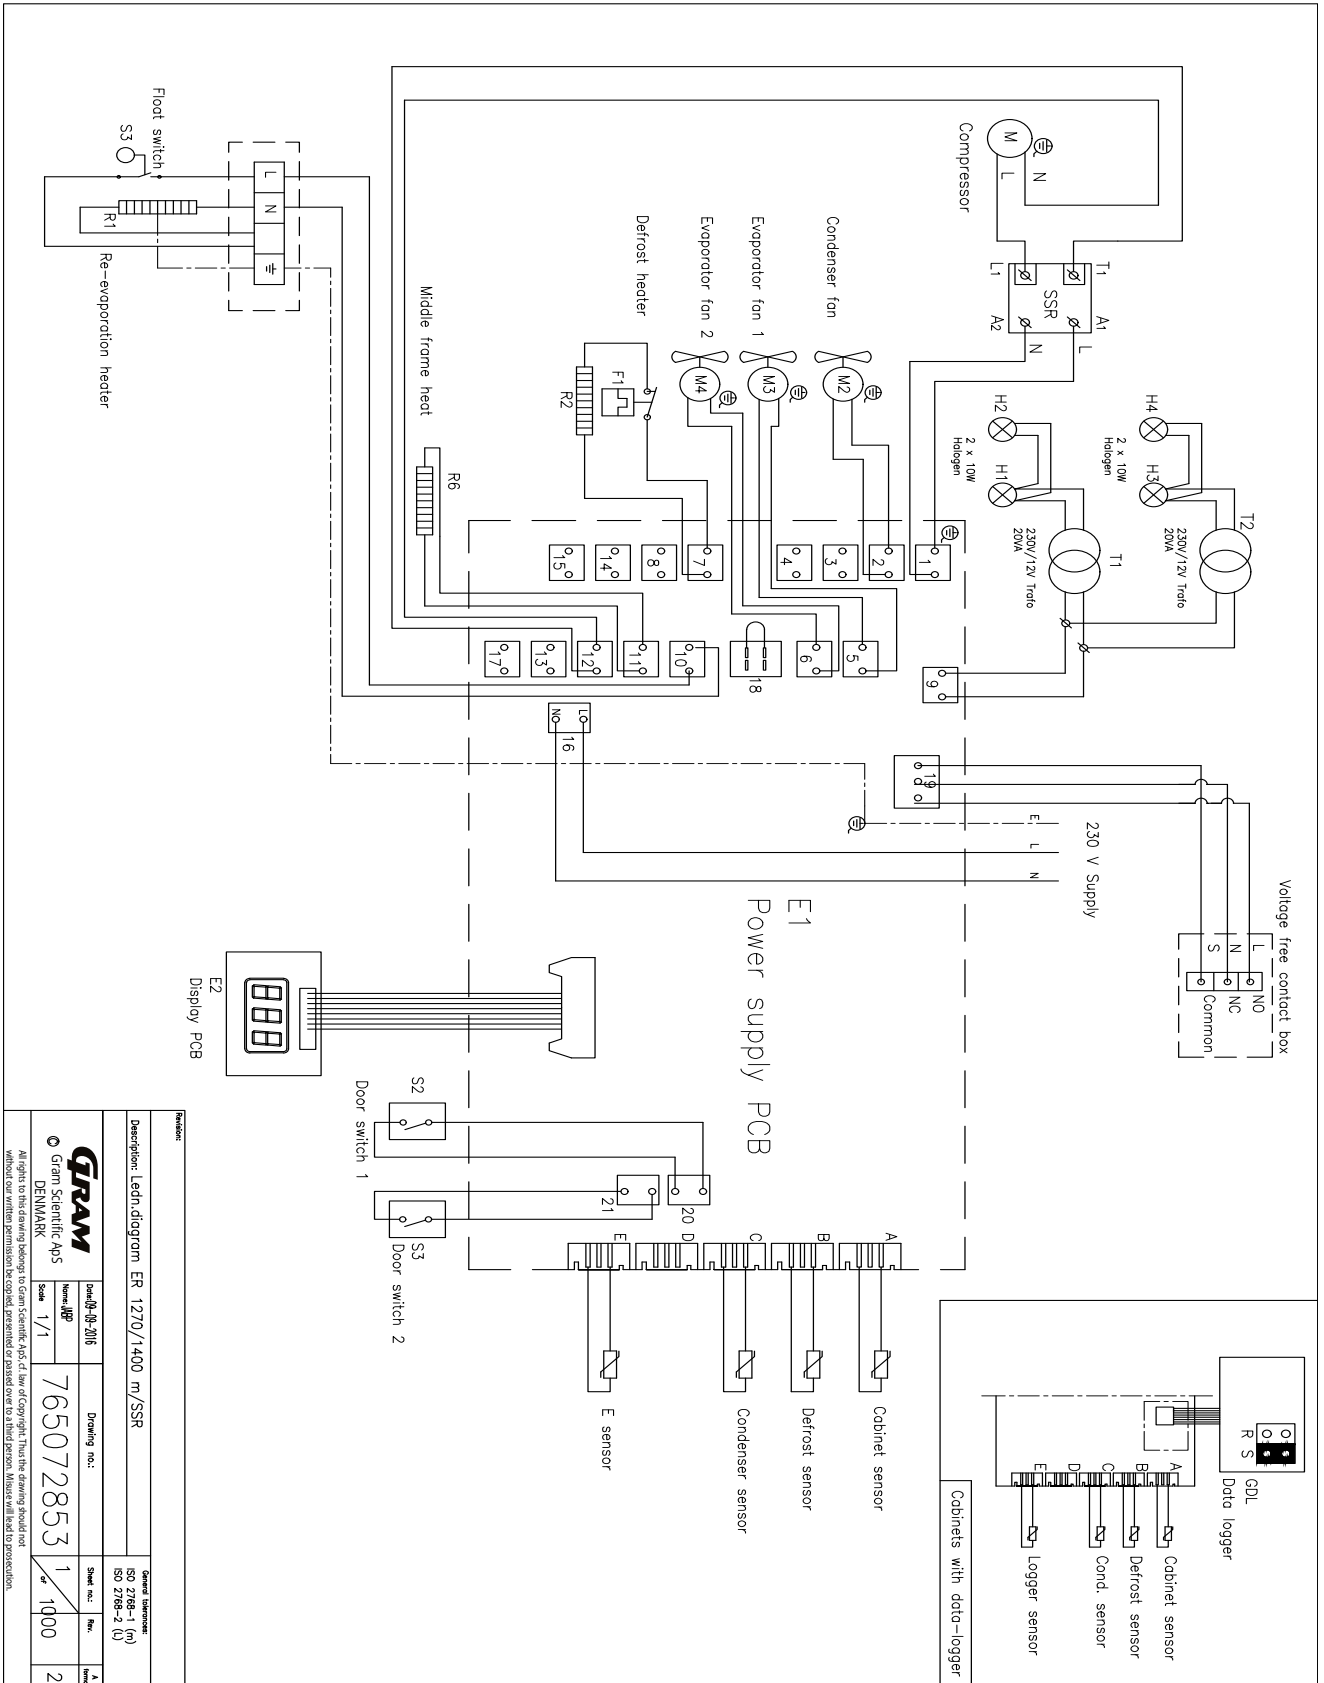 Voltage free contact box
L
N
S
NO
NC
Common
230 V Supply
E
L
N
T2
230V/12V Trafo
20VA
H4
H3
2 x 10W
Halogen
T1
230V/12V Trafo
20VA
H2
H1
2 x 10W
Halogen
Compressor
M
N
L
T1
L1
SSR
A1
A2
L
N
Condenser fan
M2
Evaporator fan 1
M3
Evaporator fan 2
M4
Defrost heater
F1
R2
Middle frame heat
R6
Float switch
S3
L
N
R1
Re-evaporation heater
1
2
3
4
7
8
14
15
9
5
6
18
10
11
12
13
17
19
L
N
16
E1
Power supply PCB
E2
Display PCB
S2
Door switch 1
S3
Door switch 2
20
21
A
B
C
D
E
Cabinet sensor
Defrost sensor
Condenser sensor
E sensor
GDL
Data logger
R S
A
B
C
D
E
Cabinet sensor
Defrost sensor
Cond. sensor
Logger sensor
Cabinets with data-logger
Revision:
Description: Ledn.diagram ER 1270/1400 m/SSR
General tolerances:
ISO 2768-1 (m)
ISO 2768-2 (L)
GRAM
© Gram Scientific ApS
DENMARK
Date: 09-09-2016
Name: JABP
Scale 1/1
Drawing no.:
765072853
Sheet no.:
1 of 1000
Rev.
A
2
All rights to this drawing belongs to Gram Scientific ApS, cf. law of Copyright. Thus the drawing should not
without our written permission be copied, presented or passed over to a third person. Misuse will lead to prosecution.